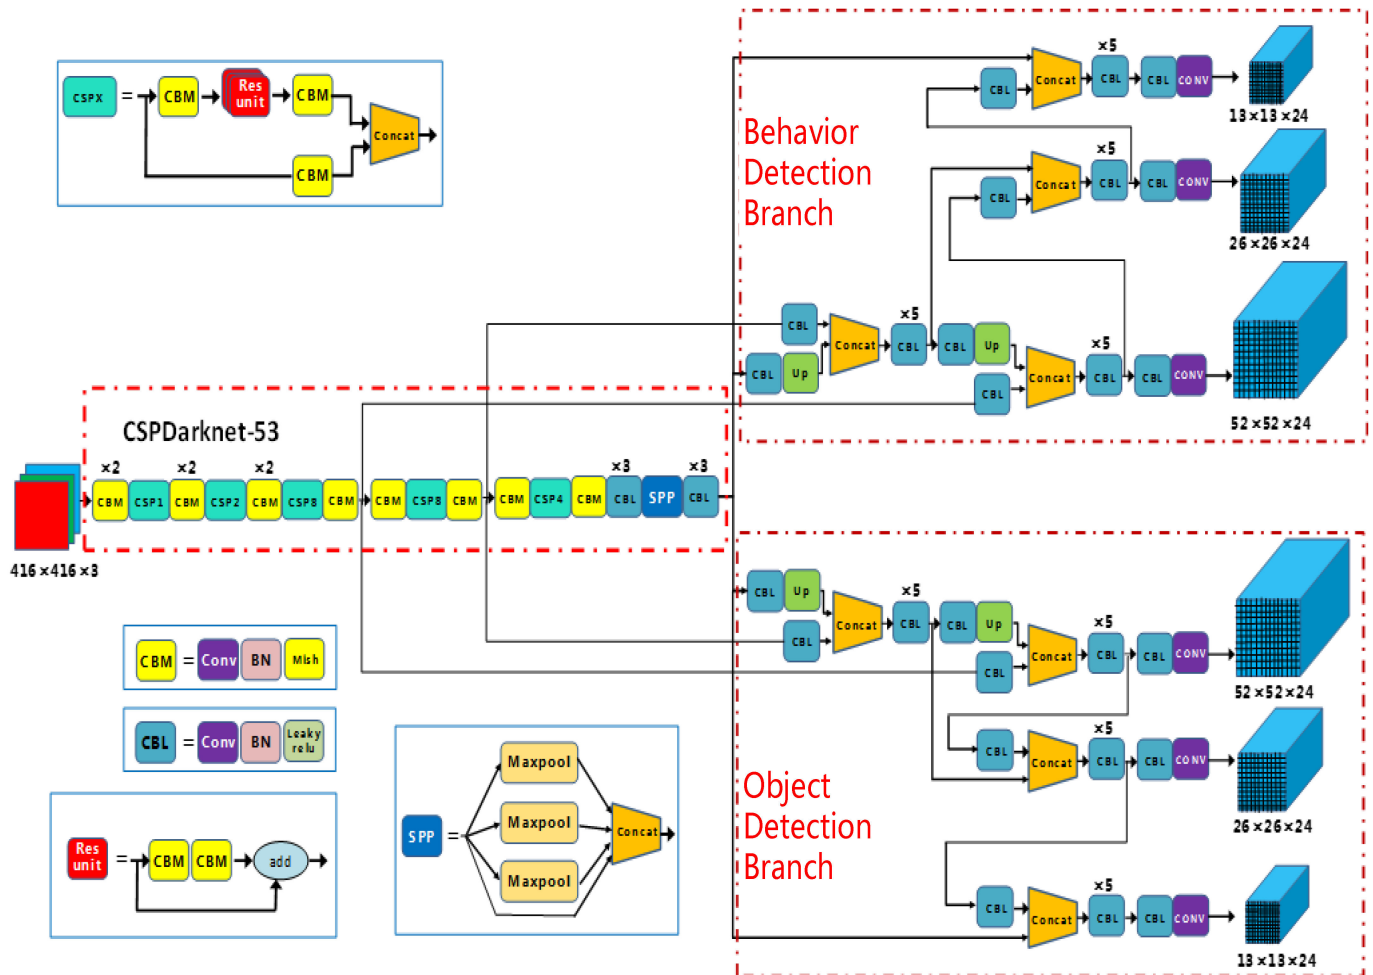 CSPX = CBM Res unit CBM Concat
CBM
Behavior
Detection
Branch
×5
CBL Concat CBL CBL CONV
13×13×24
×5
CBL Concat CBL CBL CONV
26×26×24
CBL Concat ×5 CBL CBL Up
CBL Up
Concat ×5 CBL CBL CONV
CBL
52×52×24
CSPDarknet-53
×2 ×2 ×2 ×3 ×3
CBM CSP1 CBM CSP2 CBM CSP8 CBM CBM CSP8 CBM CBM CSP4 CBM CBL SPP CBL
416×416×3
CBL Up Concat ×5 CBL CBL Up
CBL
Concat ×5 CBL CBL CONV
CBL
52×52×24
×5
CBL Concat CBL CBL CONV
26×26×24
Object
Detection
Branch
×5
CBL Concat CBL CBL CONV
13×13×24
CBM = Conv BN Mish
CBL = Conv BN Leaky relu
Res unit = CBM CBM add
SPP = Maxpool Maxpool Maxpool Concat